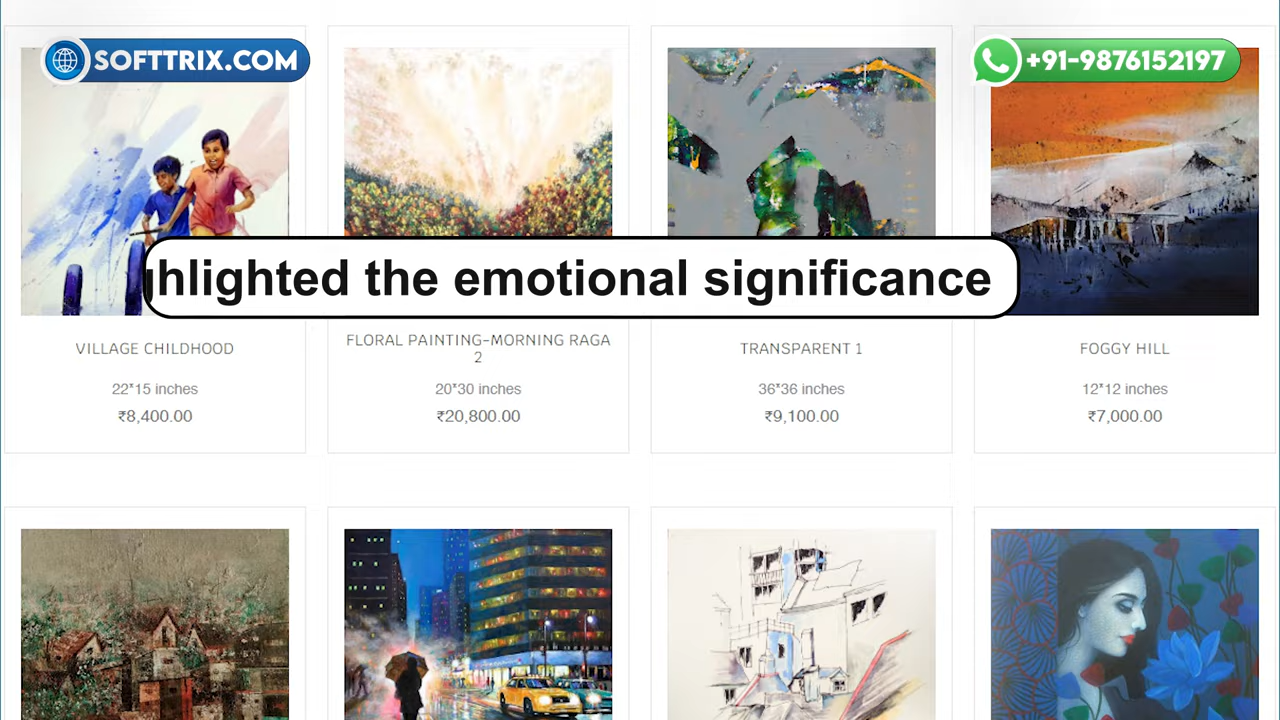 SOFTTRIX.COM
+91-9876152197
hlighted the emotional significance
VILLAGE CHILDHOOD
22*15 inches
₹8,400.00
FLORAL PAINTING-MORNING RAGA
2
20*30 inches
₹20,800.00
TRANSPARENT 1
36*36 inches
₹9,100.00
FOGGY HILL
12*12 inches
₹7,000.00